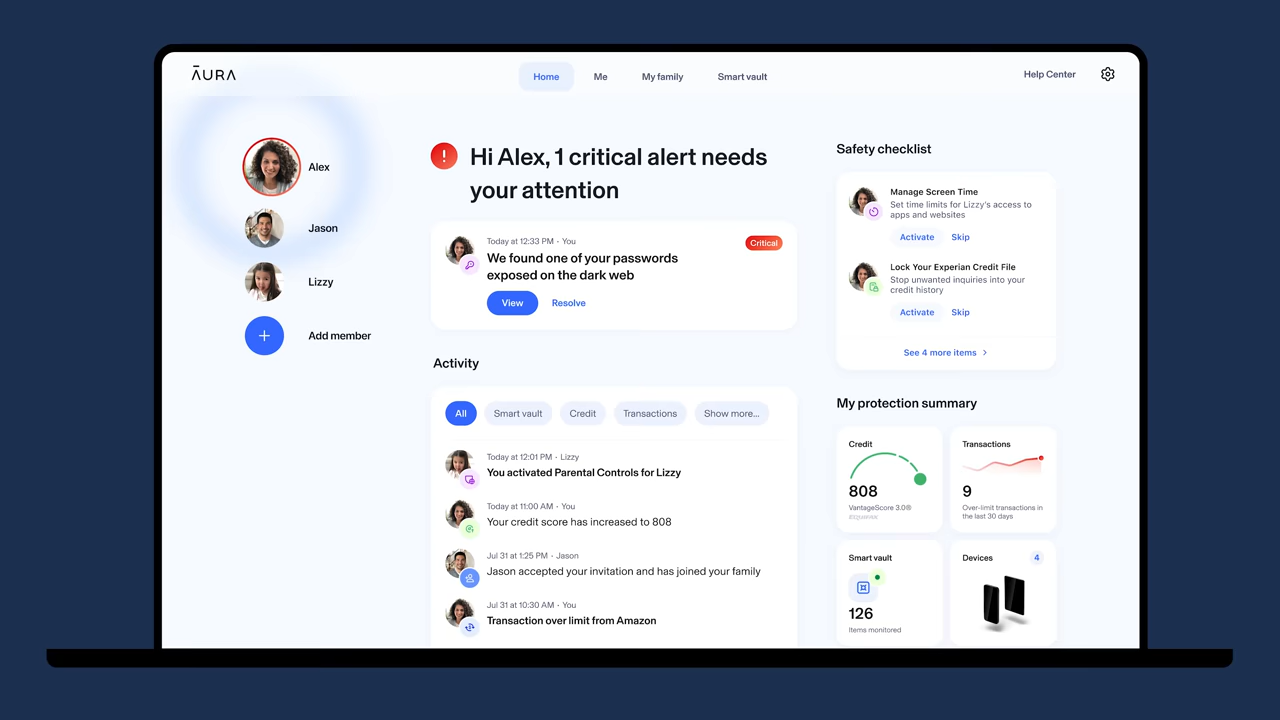 ĀURA
Home
Me
My family
Smart vault
Help Center
Alex
Jason
Lizzy
Add member
Hi Alex, 1 critical alert needs
your attention
Today at 12:33 PM - You
Critical
We found one of your passwords
exposed on the dark web
View
Resolve
Activity
All
Smart vault
Credit
Transactions
Show more...
Today at 12:01 PM - Lizzy
You activated Parental Controls for Lizzy
Today at 11:00 AM - You
Your credit score has increased to 808
Jul 31 at 1:25 PM - Jason
Jason accepted your invitation and has joined your family
Jul 31 at 10:30 AM - You
Transaction over limit from Amazon
Safety checklist
Manage Screen Time
Set time limits for Lizzy's access to
apps and websites
Activate
Skip
Lock Your Experian Credit File
Stop unwanted inquiries into your
credit history
Activate
Skip
See 4 more items
My protection summary
Credit
808
VantageScore 3.0®
Transactions
9
Over-limit transactions in
the last 30 days
Smart vault
126
Items monitored
Devices
4